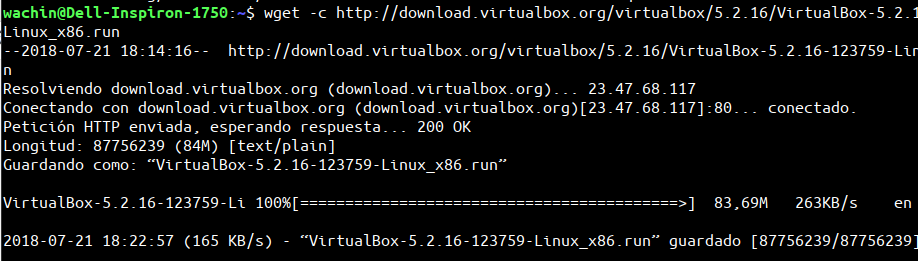 wachin@Dell-Inspiron-1750:~$ wget -c http://download.virtualbox.org/virtualbox/5.2.16/VirtualBox-5.2.1
Linux_x86.run
--2018-07-21 18:14:16--  http://download.virtualbox.org/virtualbox/5.2.16/VirtualBox-5.2.16-123759-Lin
n
Resolviendo download.virtualbox.org (download.virtualbox.org)... 23.47.68.117
Conectando con download.virtualbox.org (download.virtualbox.org)[23.47.68.117]:80... conectado.
Petición HTTP enviada, esperando respuesta... 200 OK
Longitud: 87756239 (84M) [text/plain]
Guardando como: “VirtualBox-5.2.16-123759-Linux_x86.run”
VirtualBox-5.2.16-123759-Li 100%[==========================================>]  83,69M   263KB/s    en
2018-07-21 18:22:57 (165 KB/s) - “VirtualBox-5.2.16-123759-Linux_x86.run” guardado [87756239/87756239]